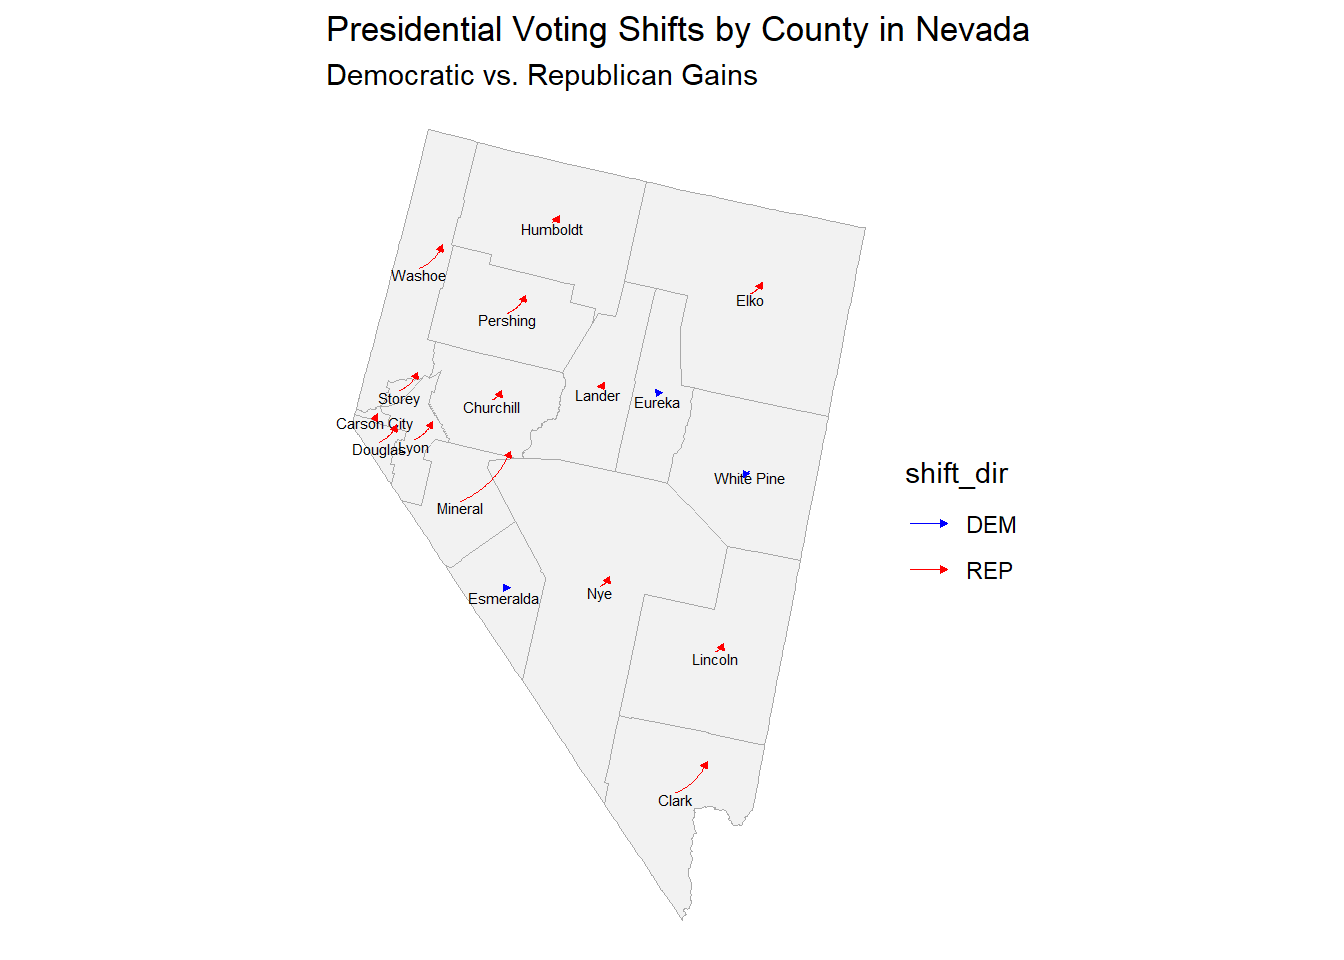 Presidential Voting Shifts by County in Nevada
Democratic vs. Republican Gains
Humboldt
Washoe
Elko
Pershing
Storey
Churchill
Lander
Eureka
Carson City
Douglas
Lyon
White Pine
Mineral
Esmeralda
Nye
Lincoln
Clark
shift_dir
DEM
REP